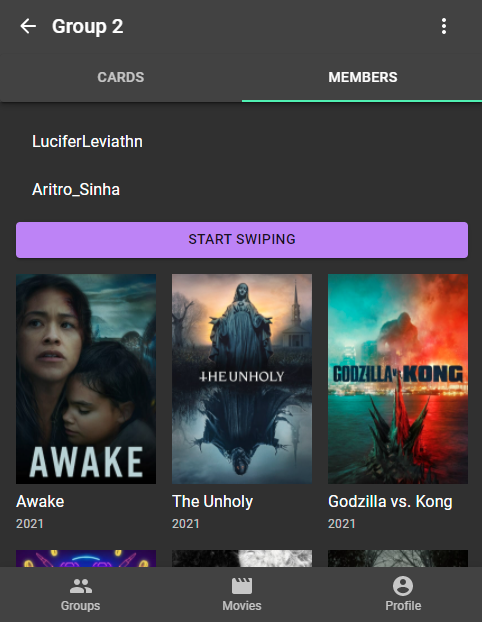 Group 2
CARDS
MEMBERS
LuciferLeviathn
Aritro_Sinha
START SWIPING
AWAKE
THE UNHOLY
GODZILLA VS. KONG
Awake
The Unholy
Godzilla vs. Kong
2021
2021
2021
Groups
Movies
Profile